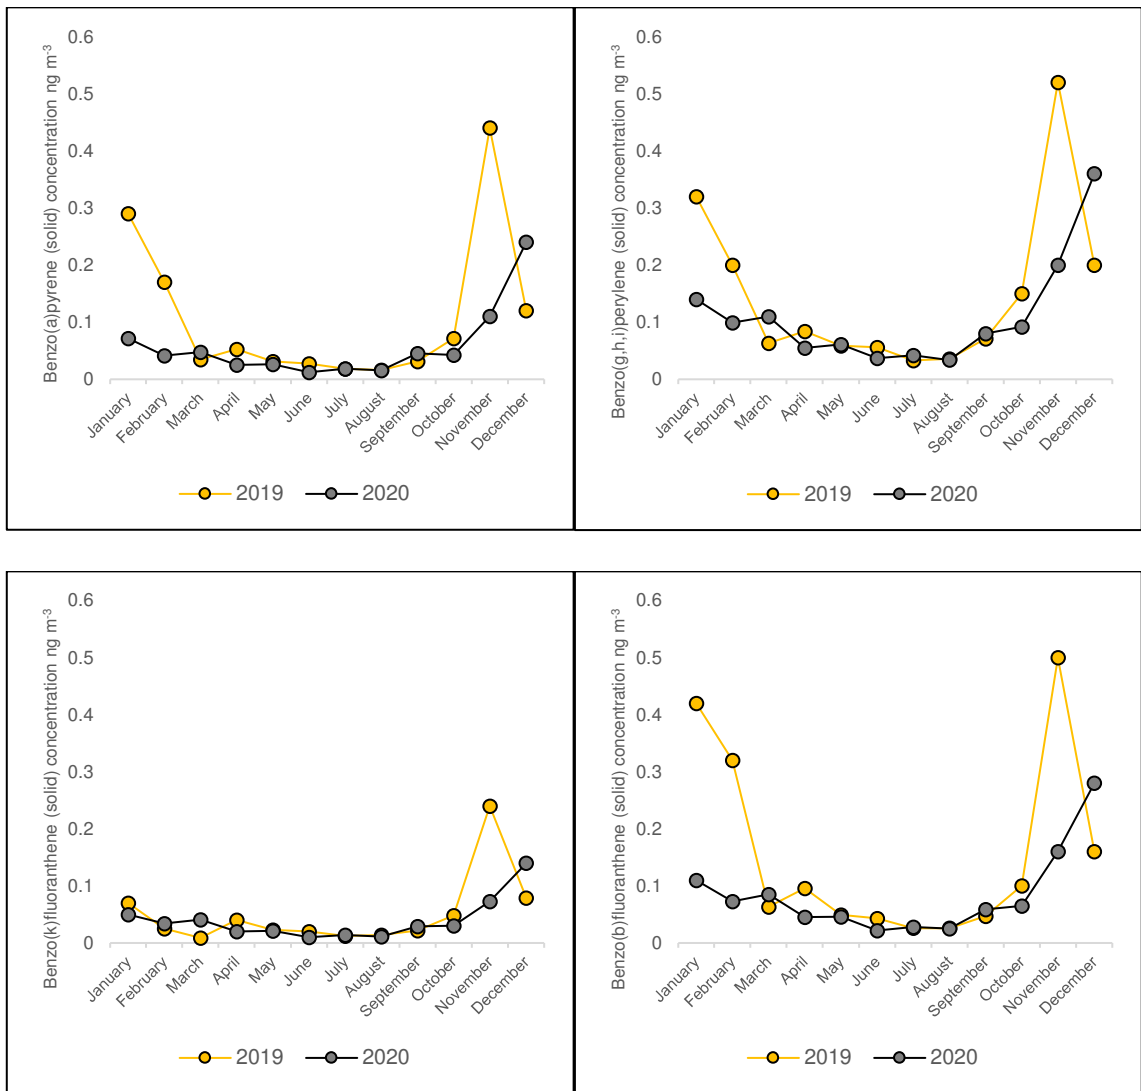 Benzo(a)pyrene (solid) concentration ng m-3
0.6
0.5
0.4
0.3
0.2
0.1
0
January
February
March
April
May
June
July
August
September
October
November
December
2019
2020
Benzo(g,h,i)perylene (solid) concentration ng m-3
0.6
0.5
0.4
0.3
0.2
0.1
0
January
February
March
April
May
June
July
August
September
October
November
December
2019
2020
Benzo(k)fluoranthene (solid) concentration ng m-3
0.6
0.5
0.4
0.3
0.2
0.1
0
January
February
March
April
May
June
July
August
September
October
November
December
2019
2020
Benzo(b)fluoranthene (solid) concentration ng m-3
0.6
0.5
0.4
0.3
0.2
0.1
0
January
February
March
April
May
June
July
August
September
October
November
December
2019
2020